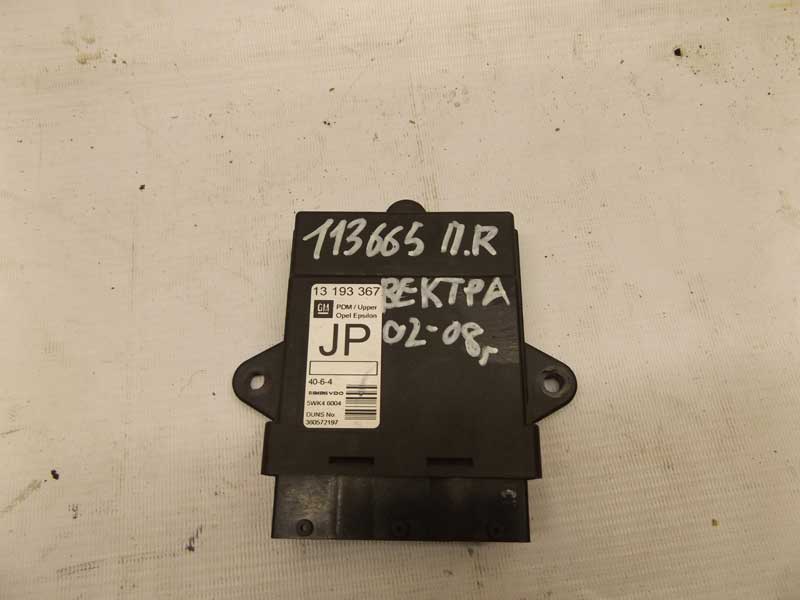 113665 П.R
ВЕКТРА
02-08г
13 193 367
GM
PDM / Upper
Opel Epsilon
JP
40-6-4
SIEMENS VDO
5WK4 6004
DUNS No
380572197